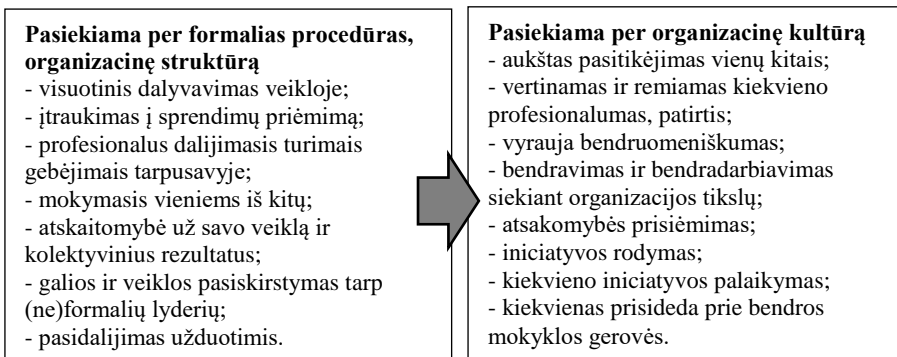 Pasiekiama per formalias procedūras,
organizacinę struktūrą
- visuotinis dalyvavimas veikloje;
- įtraukimas į sprendimų priėmimą;
- profesionalus dalijimasis turimais
gebėjimais tarpusavyje;
- mokymasis vieniems iš kitų;
- atskaitomybė už savo veiklą ir
kolektyvinius rezultatus;
- galios ir veiklos pasiskirstymas tarp
(ne)formalių lyderių;
- pasidalijimas užduotimis.
Pasiekiama per organizacinę kultūrą
- aukštas pasitikėjimas vienų kitais;
- vertinamas ir remiamas kiekvieno
profesionalumas, patirtis;
- vyrauja bendruomeniškumas;
- bendravimas ir bendradarbiavimas
siekiant organizacijos tikslų;
- atsakomybės prisiėmimas;
- iniciatyvos rodymas;
- kiekvieno iniciatyvos palaikymas;
- kiekvienas prisideda prie bendros
mokyklos gerovės.